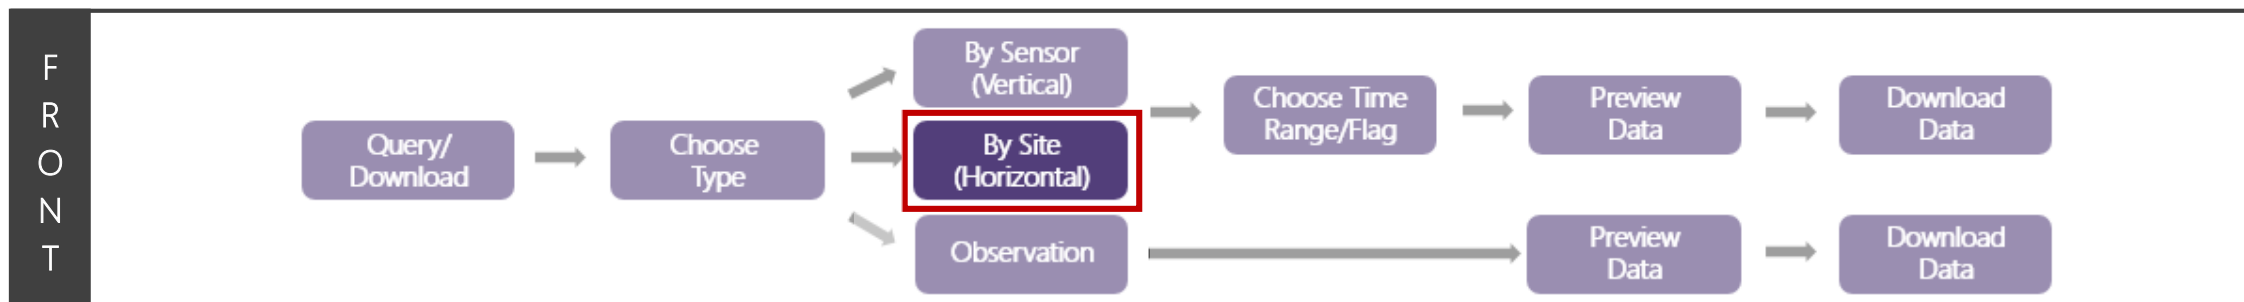 FRONT
Query/
Download
Choose
Type
By Sensor
(Vertical)
By Site
(Horizontal)
Observation
Choose Time
Range/Flag
Preview
Data
Download
Data
Preview
Data
Download
Data